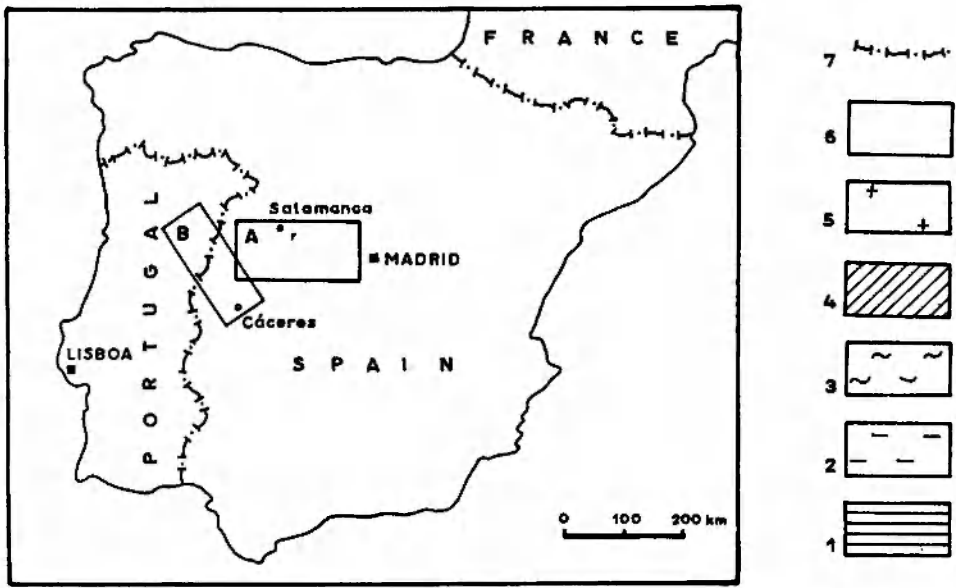 FRANCE
PORTUGAL
Salamanca
r
B
A
MADRID
Cáceres
LISBOA
SPAIN
0 100 200 km
7
6
5
4
3
2
1